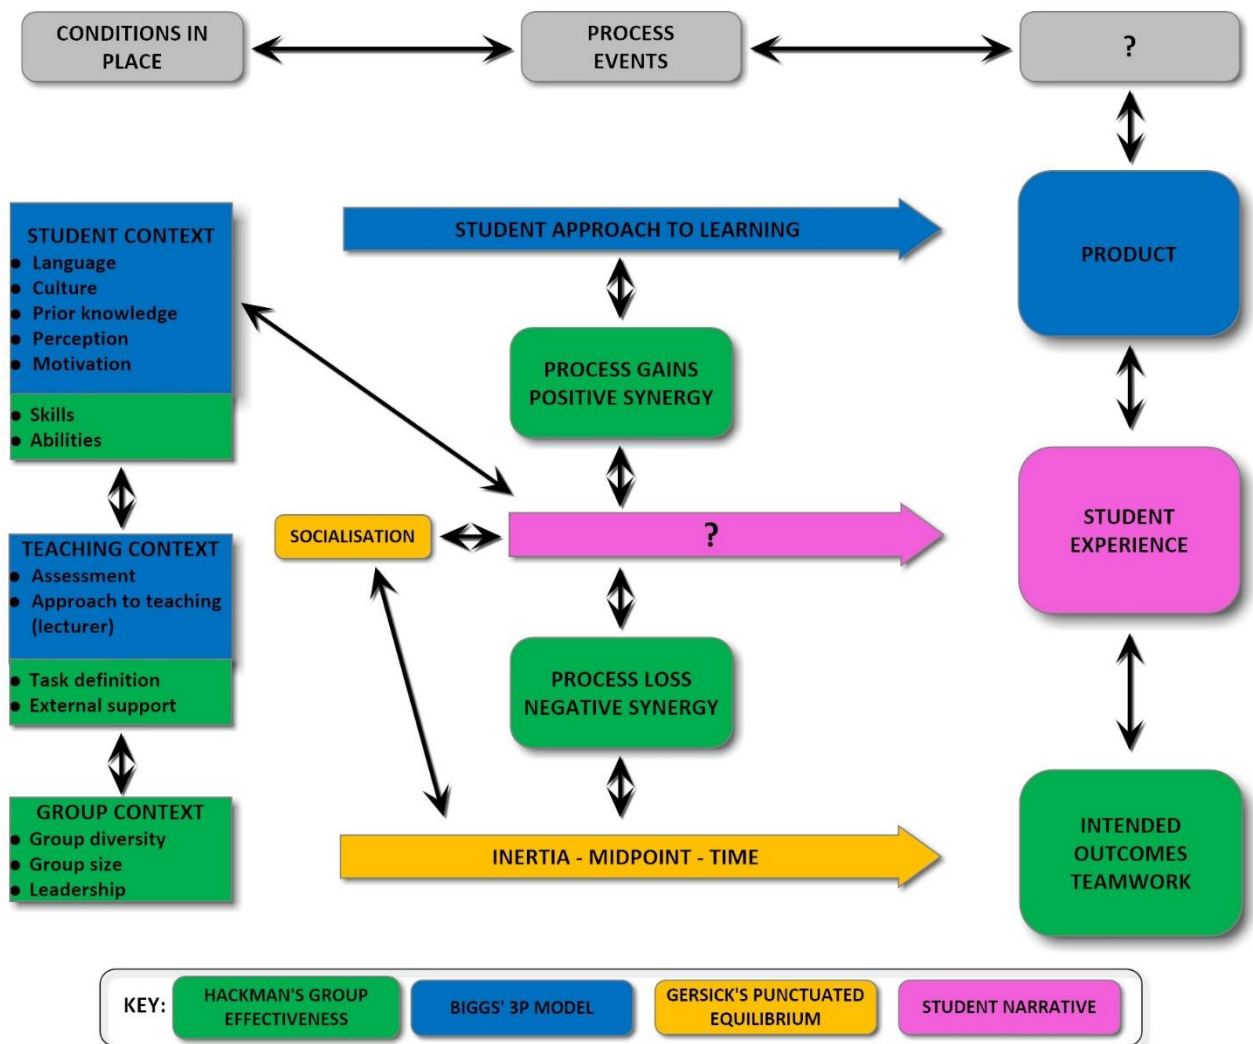 CONDITIONS IN
PLACE
PROCESS
EVENTS
?
STUDENT CONTEXT
● Language
● Culture
● Prior knowledge
● Perception
● Motivation
● Skills
● Abilities
TEACHING CONTEXT
● Assessment
● Approach to teaching
(lecturer)
● Task definition
● External support
GROUP CONTEXT
● Group diversity
● Group size
● Leadership
STUDENT APPROACH TO LEARNING
PROCESS GAINS
POSITIVE SYNERGY
SOCIALISATION
?
PROCESS LOSS
NEGATIVE SYNERGY
INERTIA - MIDPOINT - TIME
PRODUCT
STUDENT
EXPERIENCE
INTENDED
OUTCOMES
TEAMWORK
KEY:
HACKMAN'S GROUP
EFFECTIVENESS
BIGGS' 3P MODEL
GERSICK'S PUNCTUATED
EQUILIBRIUM
STUDENT NARRATIVE